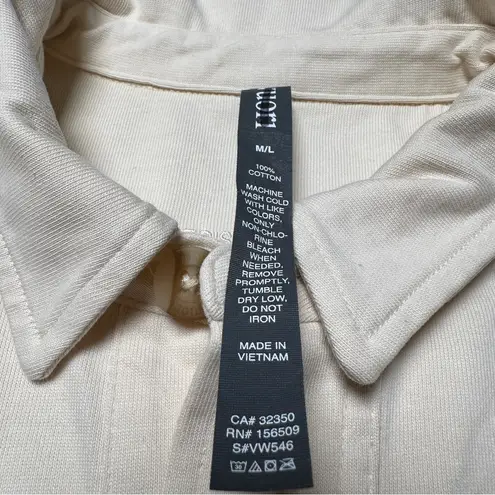 vuori
M/L
100%
COTTON
MACHINE
WASH COLD
WITH LIKE
COLORS,
ONLY
NON-CHLO-
RINE
BLEACH
WHEN
NEEDED.
REMOVE
PROMPTLY.
TUMBLE
DRY LOW.
DO NOT
IRON
MADE IN
VIETNAM
CA# 32350
RN# 156509
S#VW546